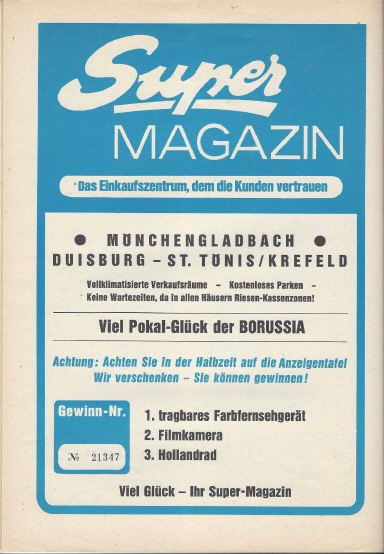 Super
MAGAZIN
Das Einkaufszentrum, dem die Kunden vertrauen
● MÖNCHENGLADBACH ●
DUISBURG – ST. TÖNIS/KREFELD
Vollklimatisierte Verkaufsräume – Kostenloses Parken –
Keine Wartezeiten, da in allen Häusern Riesen-Kassenzonen!
Viel Pokal-Glück der BORUSSIA
Achtung: Achten Sie in der Halbzeit auf die Anzeigentafel
Wir verschenken – Sie können gewinnen!
Gewinn-Nr.
№ 21347
1. tragbares Farbfernsehgerät
2. Filmkamera
3. Hollandrad
Viel Glück – Ihr Super-Magazin